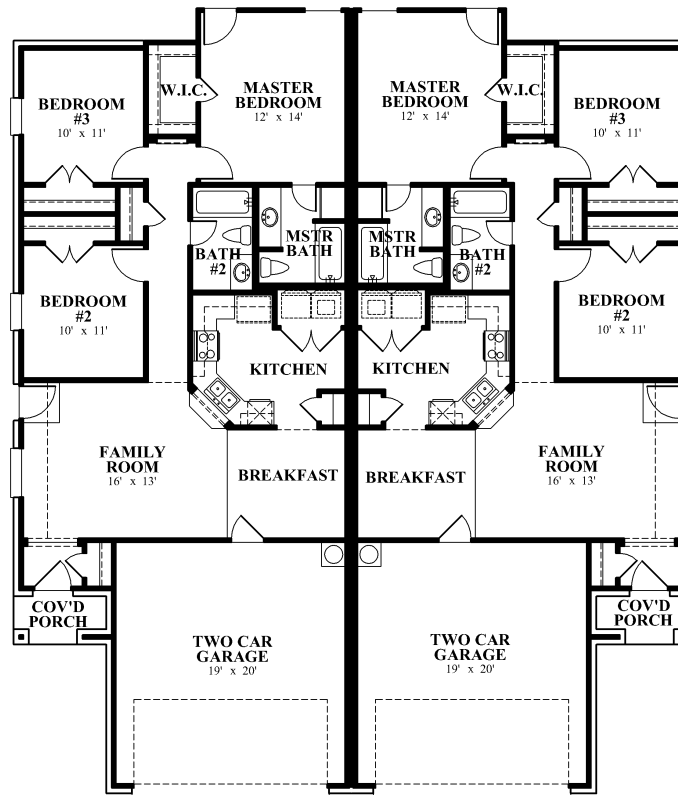 BEDROOM
#3
10' x 11'
W.I.C.
MASTER
BEDROOM
12' x 14'
MASTER
BEDROOM
12' x 14'
W.I.C.
BEDROOM
#3
10' x 11'
BATH
#2
MSTR
BATH
MSTR
BATH
BATH
#2
BEDROOM
#2
10' x 11'
BEDROOM
#2
10' x 11'
KITCHEN
KITCHEN
FAMILY
ROOM
16' x 13'
BREAKFAST
BREAKFAST
FAMILY
ROOM
16' x 13'
COV'D
PORCH
TWO CAR
GARAGE
19' x 20'
TWO CAR
GARAGE
19' x 20'
COV'D
PORCH